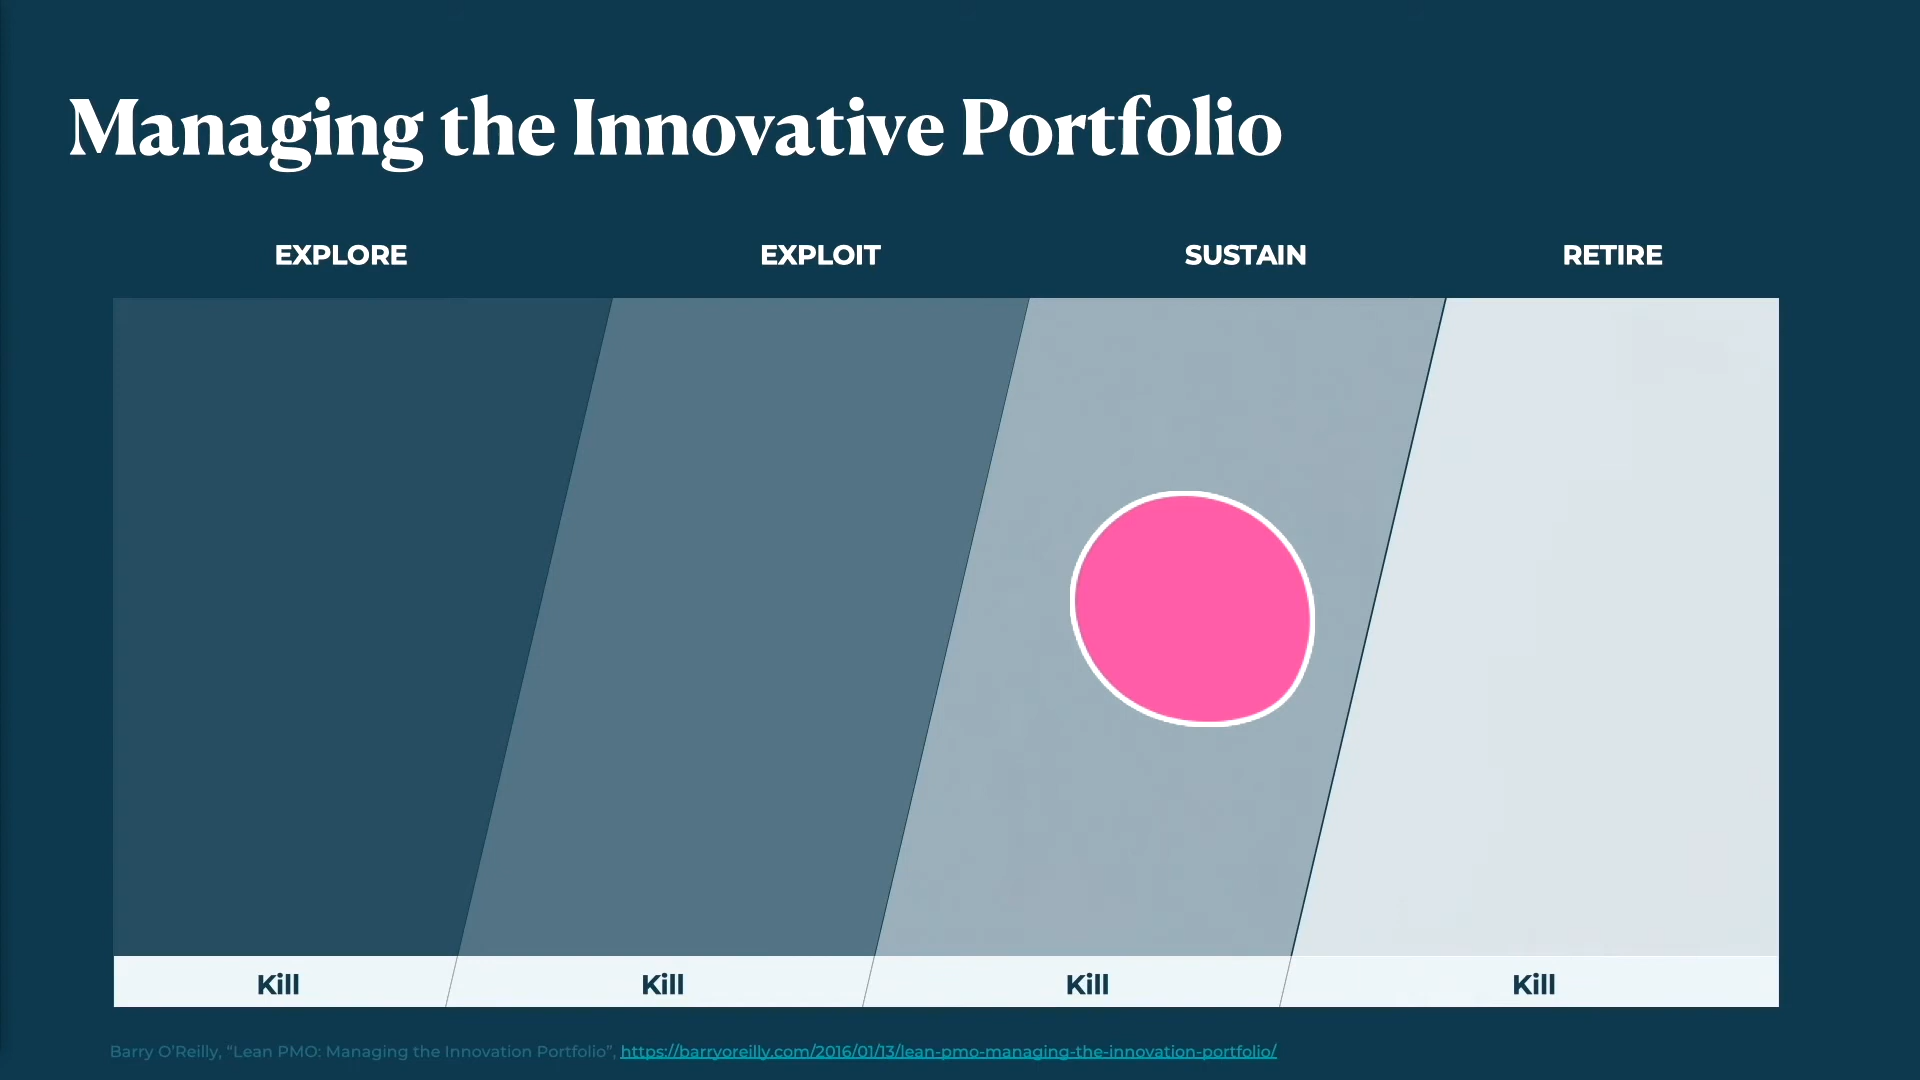 Managing the Innovative Portfolio
EXPLORE
EXPLOIT
SUSTAIN
RETIRE
Kill
Kill
Kill
Kill
Barry O'Reilly, “Lean PMO: Managing the Innovation Portfolio”, https://barryoreilly.com/2016/01/13/lean-pmo-managing-the-innovation-portfolio/